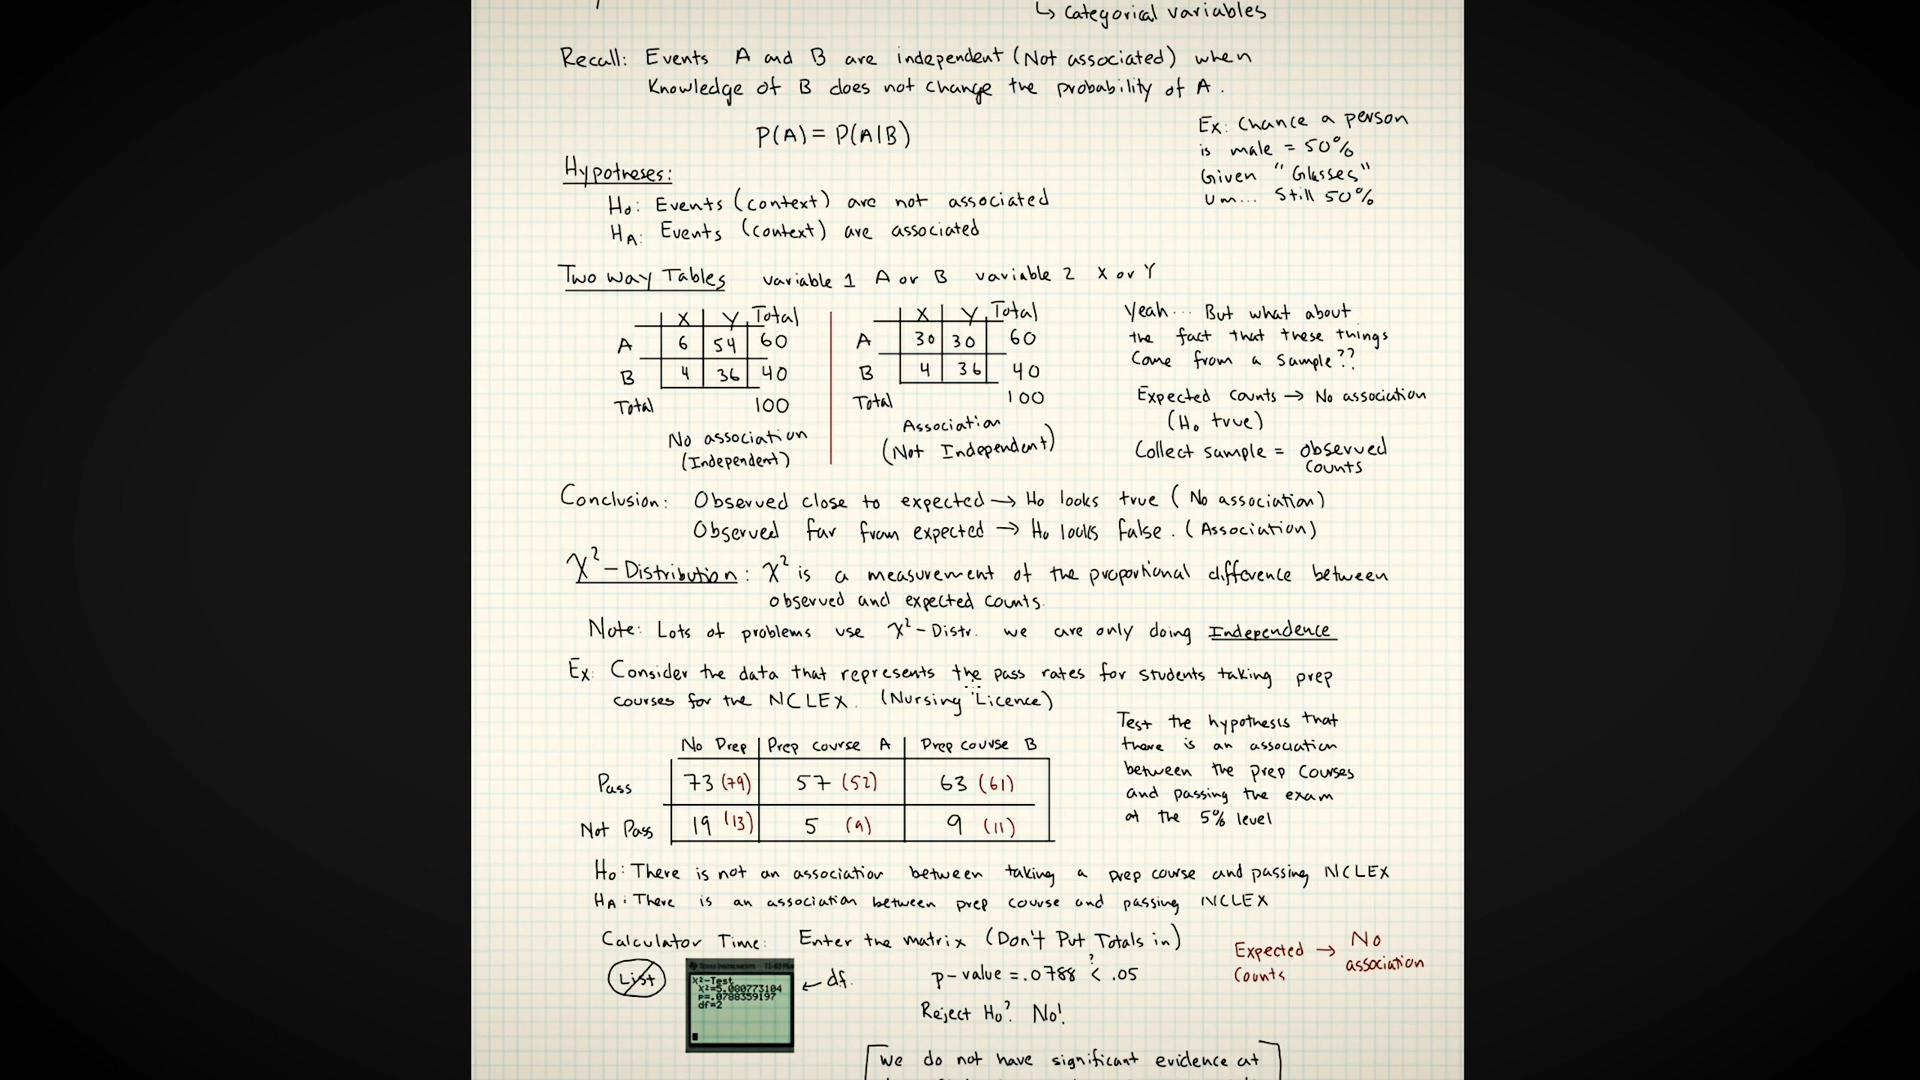 ↳ Categorical variables
Recall: Events A and B are independent (Not associated) when
Knowledge of B does not change the probability of A.
P(A) = P(A|B)
Ex: Chance a person
is male = 50%
Given "Glasses"
Um... Still 50%
Hypotheses:
H₀: Events (context) are not associated
H_A: Events (context) are associated
Two Way Tables variable 1 A or B variable 2 X or Y
X Y Total
A 6 54 60
B 4 36 40
Total 100
No association
(Independent)
X Y Total
A 30 30 60
B 4 36 40
Total 100
Association
(Not Independent)
Yeah... But what about
the fact that these things
Come from a sample??
Expected counts → No association
(H₀ true)
Collect sample = observed
counts
Conclusion: Observed close to expected → H₀ looks true (No association)
Observed far from expected → H₀ looks false. (Association)
χ²-Distribution: χ² is a measurement of the proportional difference between
observed and expected counts.
Note: Lots of problems use χ²-Distr. we are only doing Independence
Ex: Consider the data that represents the pass rates for students taking prep
courses for the NCLEX. (Nursing Licence)
No Prep Prep course A Prep course B
Pass 73 (79) 57 (52) 63 (61)
Not Pass 19 (13) 5 (9) 9 (11)
Test the hypothesis that
there is an association
between the prep courses
and passing the exam
at the 5% level
H₀: There is not an association between taking a prep course and passing NCLEX
H_A: There is an association between prep course and passing NCLEX
Calculator Time: Enter the matrix (Don't Put Totals in)
Expected → No
Counts association
List
X²-Test
X²=5.080773104
P=.0788359197
df=2
← df.
p-value = .0788 ?< .05
Reject H₀? No!
We do not have significant evidence at